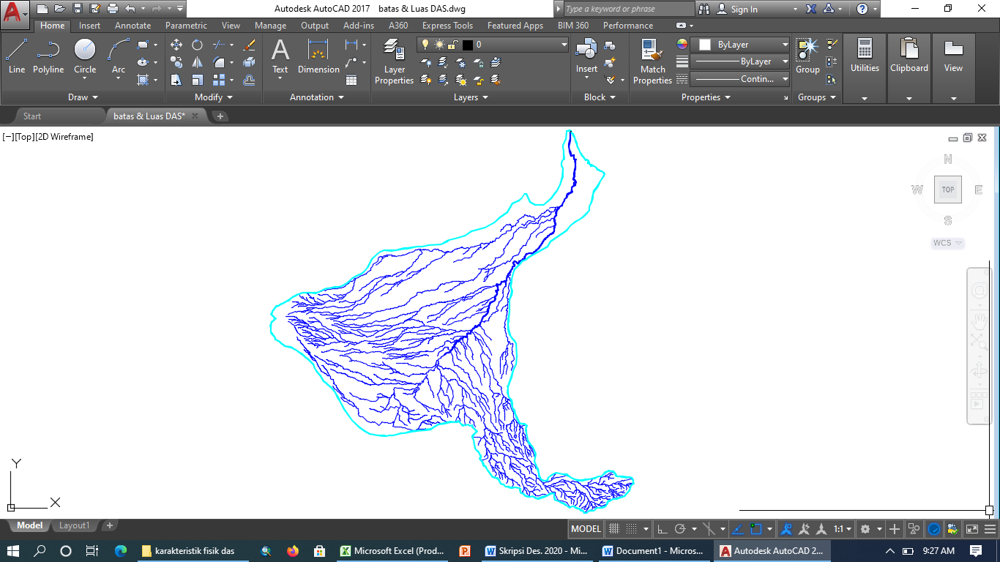 Autodesk AutoCAD 2017 batas & Luas DAS.dwg
Type a keyword or phrase
Sign In
Home Insert Annotate Parametric View Manage Output Add-ins A360 Express Tools Featured Apps BIM 360 Performance
Line Polyline Circle Arc
Draw
Modify
Text Dimension
Annotation
Layer Properties
0
Layers
Insert
Block
Match Properties
ByLayer
ByLayer
Contin...
Properties
Group
Groups
Utilities
Clipboard
View
Start
batas & Luas DAS*
[−][Top][2D Wireframe]
N
W TOP E
S
WCS
Y
X
Model Layout1
MODEL
1:1
karakteristik fisik das
Microsoft Excel (Prod...
Skripsi Des. 2020 - Mi...
Document1 - Micros...
Autodesk AutoCAD 2...
9:27 AM